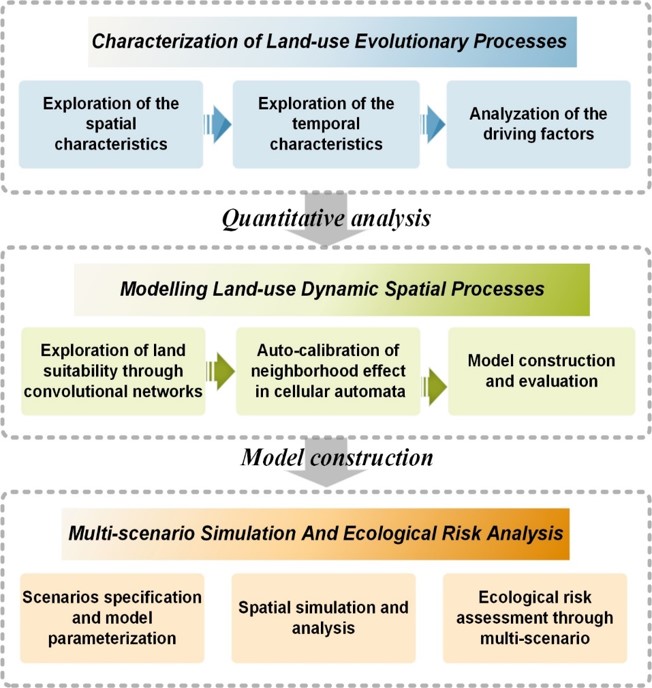 Characterization of Land-use Evolutionary Processes
Exploration of the
spatial
characteristics
Exploration of the
temporal
characteristics
Analyzation of the
driving factors
Quantitative analysis
Modelling Land-use Dynamic Spatial Processes
Exploration of land
suitability through
convolutional networks
Auto-calibration of
neighborhood effect
in cellular automata
Model construction
and evaluation
Model construction
Multi-scenario Simulation And Ecological Risk Analysis
Scenarios specification
and model
parameterization
Spatial simulation and
analysis
Ecological risk
assessment through
multi-scenario